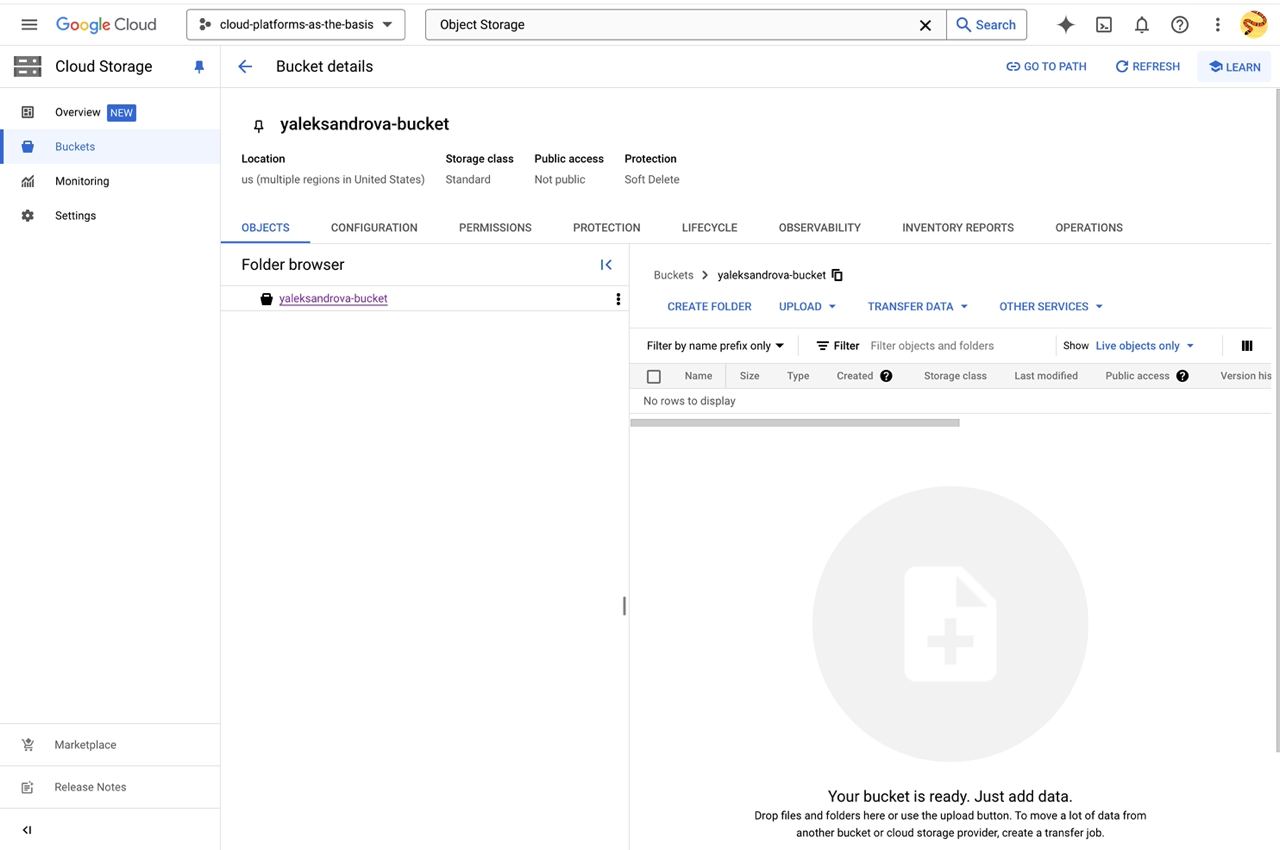 Google Cloud
cloud-platforms-as-the-basis
Object Storage
Search
Cloud Storage
Bucket details
GO TO PATH
REFRESH
LEARN
Overview NEW
Buckets
Monitoring
Settings
yaleksandrova-bucket
Location Storage class Public access Protection
us (multiple regions in United States) Standard Not public Soft Delete
OBJECTS CONFIGURATION PERMISSIONS PROTECTION LIFECYCLE OBSERVABILITY INVENTORY REPORTS OPERATIONS
Folder browser
yaleksandrova-bucket
Buckets yaleksandrova-bucket
CREATE FOLDER UPLOAD TRANSFER DATA OTHER SERVICES
Filter by name prefix only Filter Filter objects and folders Show Live objects only
Name Size Type Created Storage class Last modified Public access Version his
No rows to display
Your bucket is ready. Just add data.
Drop files and folders here or use the upload button. To move a lot of data from
another bucket or cloud storage provider, create a transfer job.
Marketplace
Release Notes